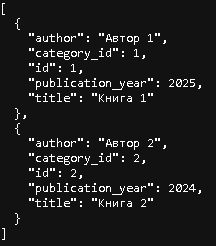 [
  {
    "author": "Автор 1",
    "category_id": 1,
    "id": 1,
    "publication_year": 2025,
    "title": "Книга 1"
  },
  {
    "author": "Автор 2",
    "category_id": 2,
    "id": 2,
    "publication_year": 2024,
    "title": "Книга 2"
  }
]